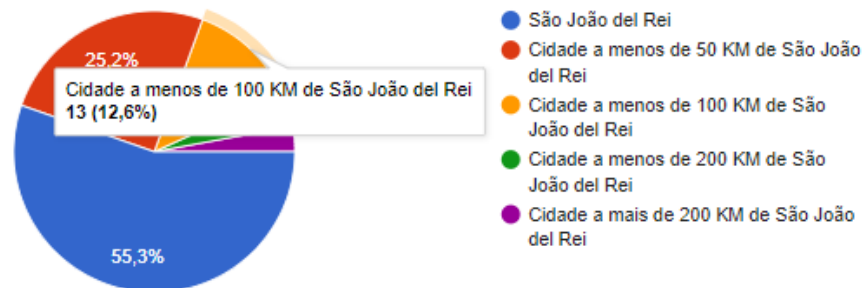 25,2%
Cidade a menos de 100 KM de São João del Rei
13 (12,6%)
55,3%
São João del Rei
Cidade a menos de 50 KM de São João
del Rei
Cidade a menos de 100 KM de São
João del Rei
Cidade a menos de 200 KM de São
João del Rei
Cidade a mais de 200 KM de São João
del Rei